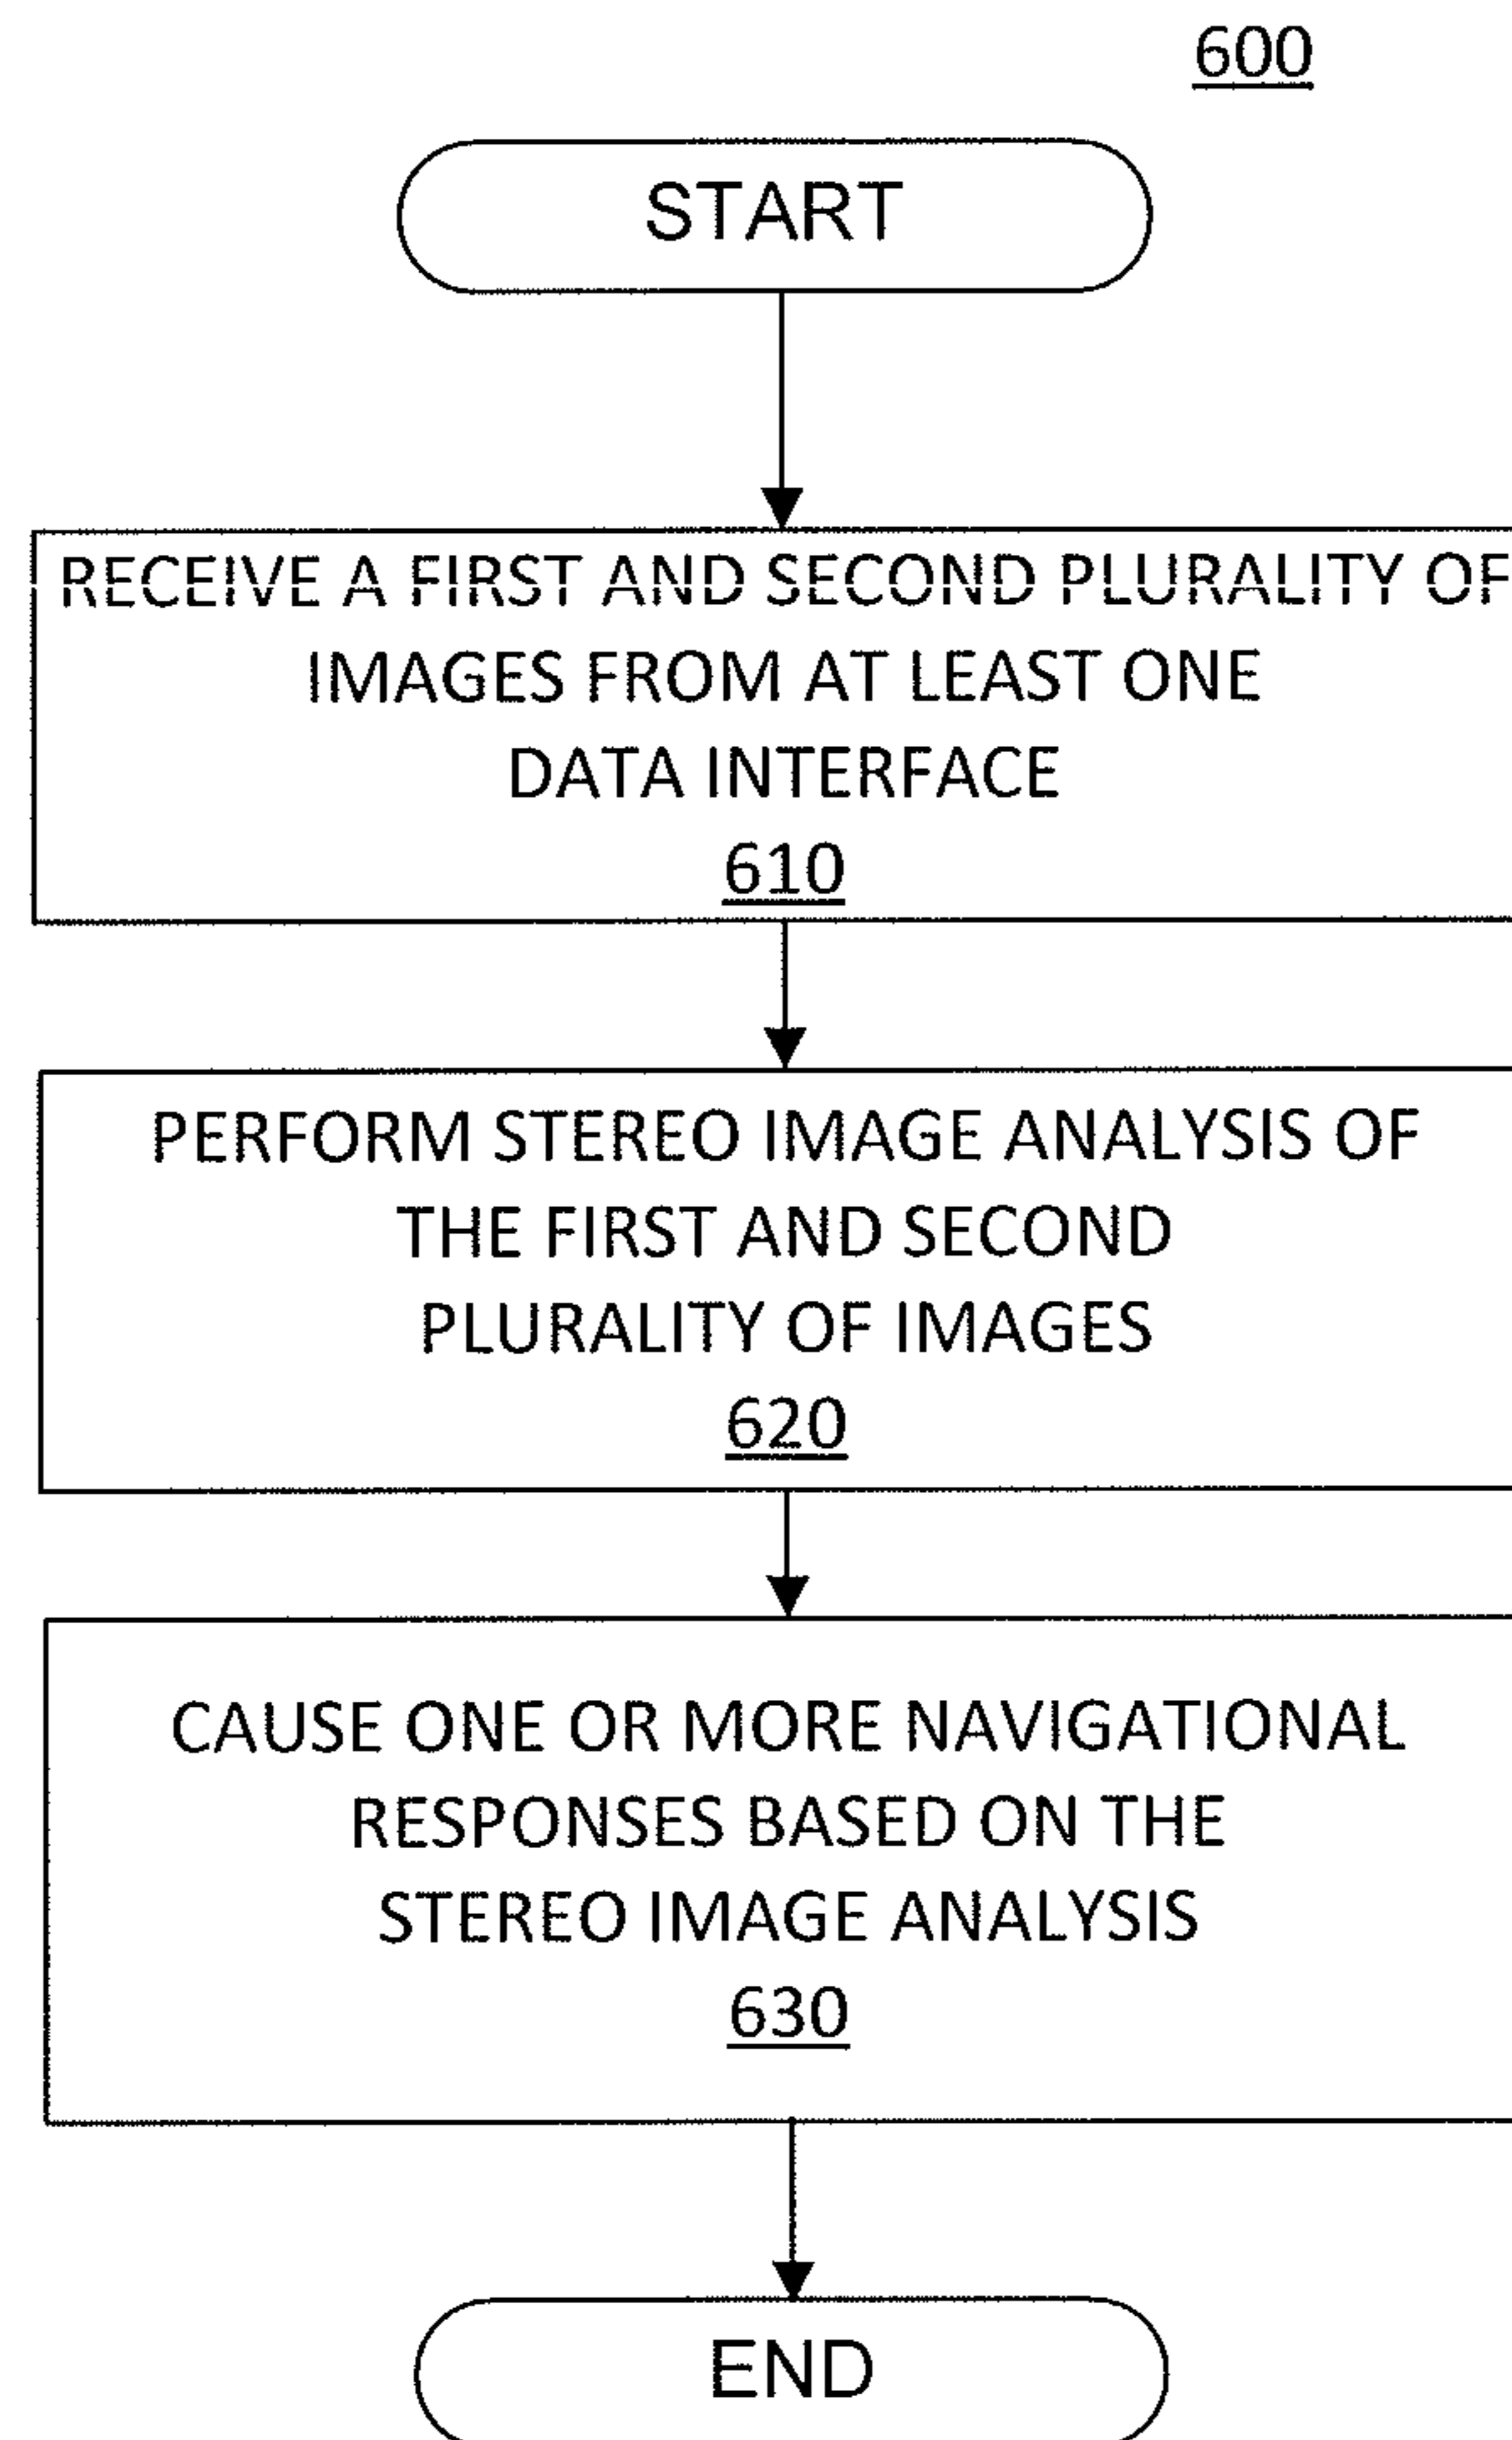 600
START
RECEIVE A FIRST AND SECOND PLURALITY OF
IMAGES FROM AT LEAST ONE
DATA INTERFACE
610
PERFORM STEREO IMAGE ANALYSIS OF
THE FIRST AND SECOND
PLURALITY OF IMAGES
620
CAUSE ONE OR MORE NAVIGATIONAL
RESPONSES BASED ON THE
STEREO IMAGE ANALYSIS
630
END